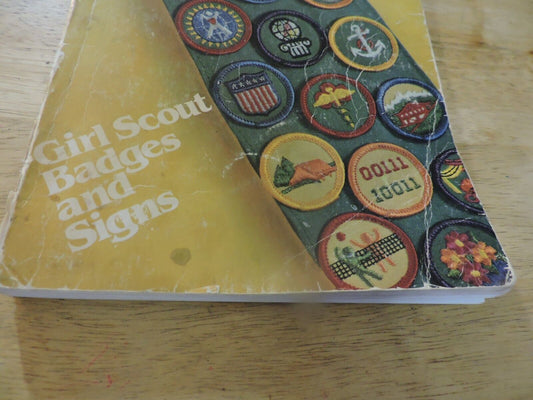 Girl Scout
Badges
and
Signs
00111
10011